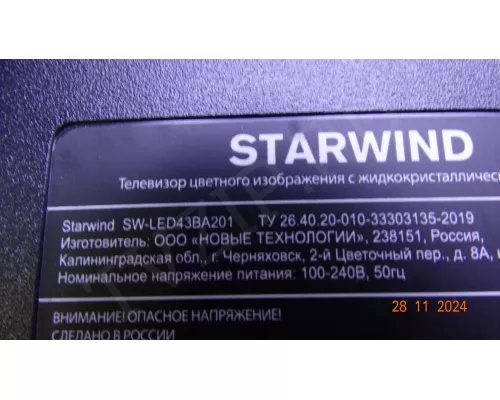 STARWIND
Телевизор цветного изображения с жидкокристалличес
Starwind SW-LED43BA201 ТУ 26.40.20-010-33303135-2019
Изготовитель: ООО «НОВЫЕ ТЕХНОЛОГИИ», 238151, Россия,
Калининградская обл., г. Черняховск, 2-й Цветочный пер., д. 8А,
Номинальное напряжение питания: 100-240В, 50гц
28 11 2024
ВНИМАНИЕ! ОПАСНОЕ НАПРЯЖЕНИЕ!
СДЕЛАНО В РОССИИ